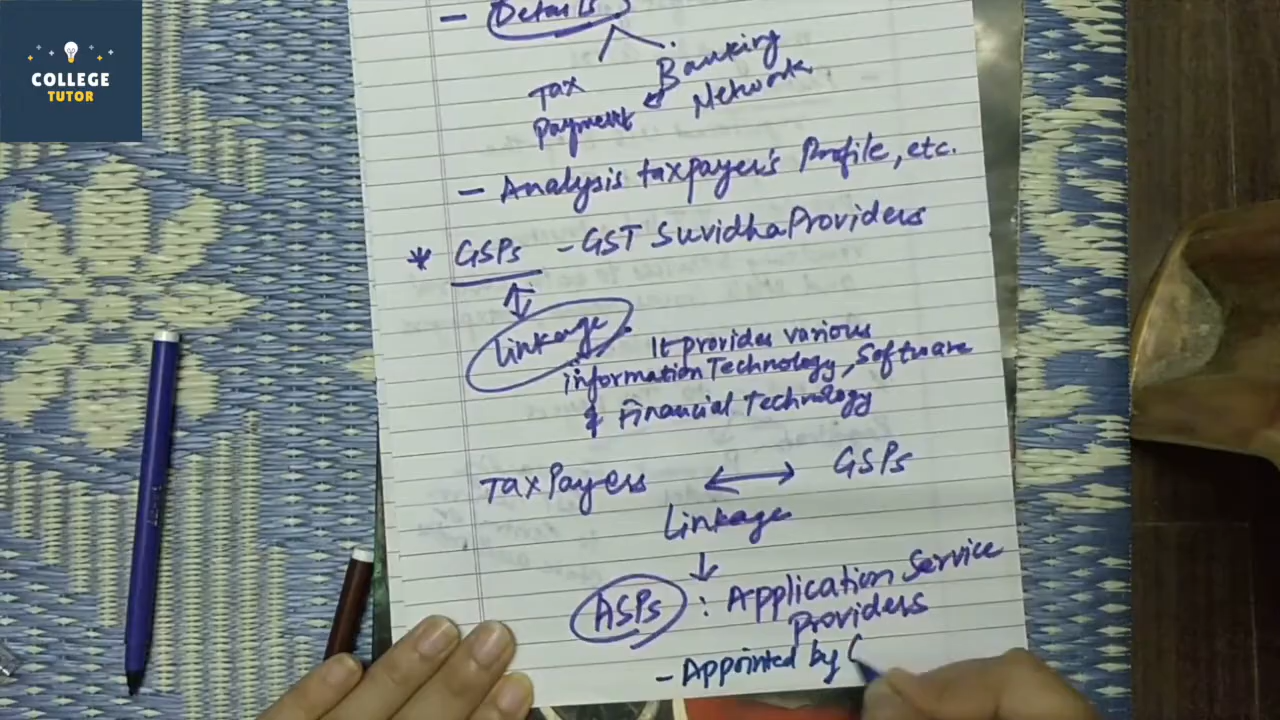 COLLEGE
TUTOR
- Details
Tax Payment
Banking Network
- Analysis taxpayer's Profile, etc.
* GSPs - GST Suvidha Providers
Linkage
It provides various
information Technology, Software
& Financial Technology
Tax Payers ↔ GSPs
Linkage
ASPs : Application Service
Providers
- Appointed by